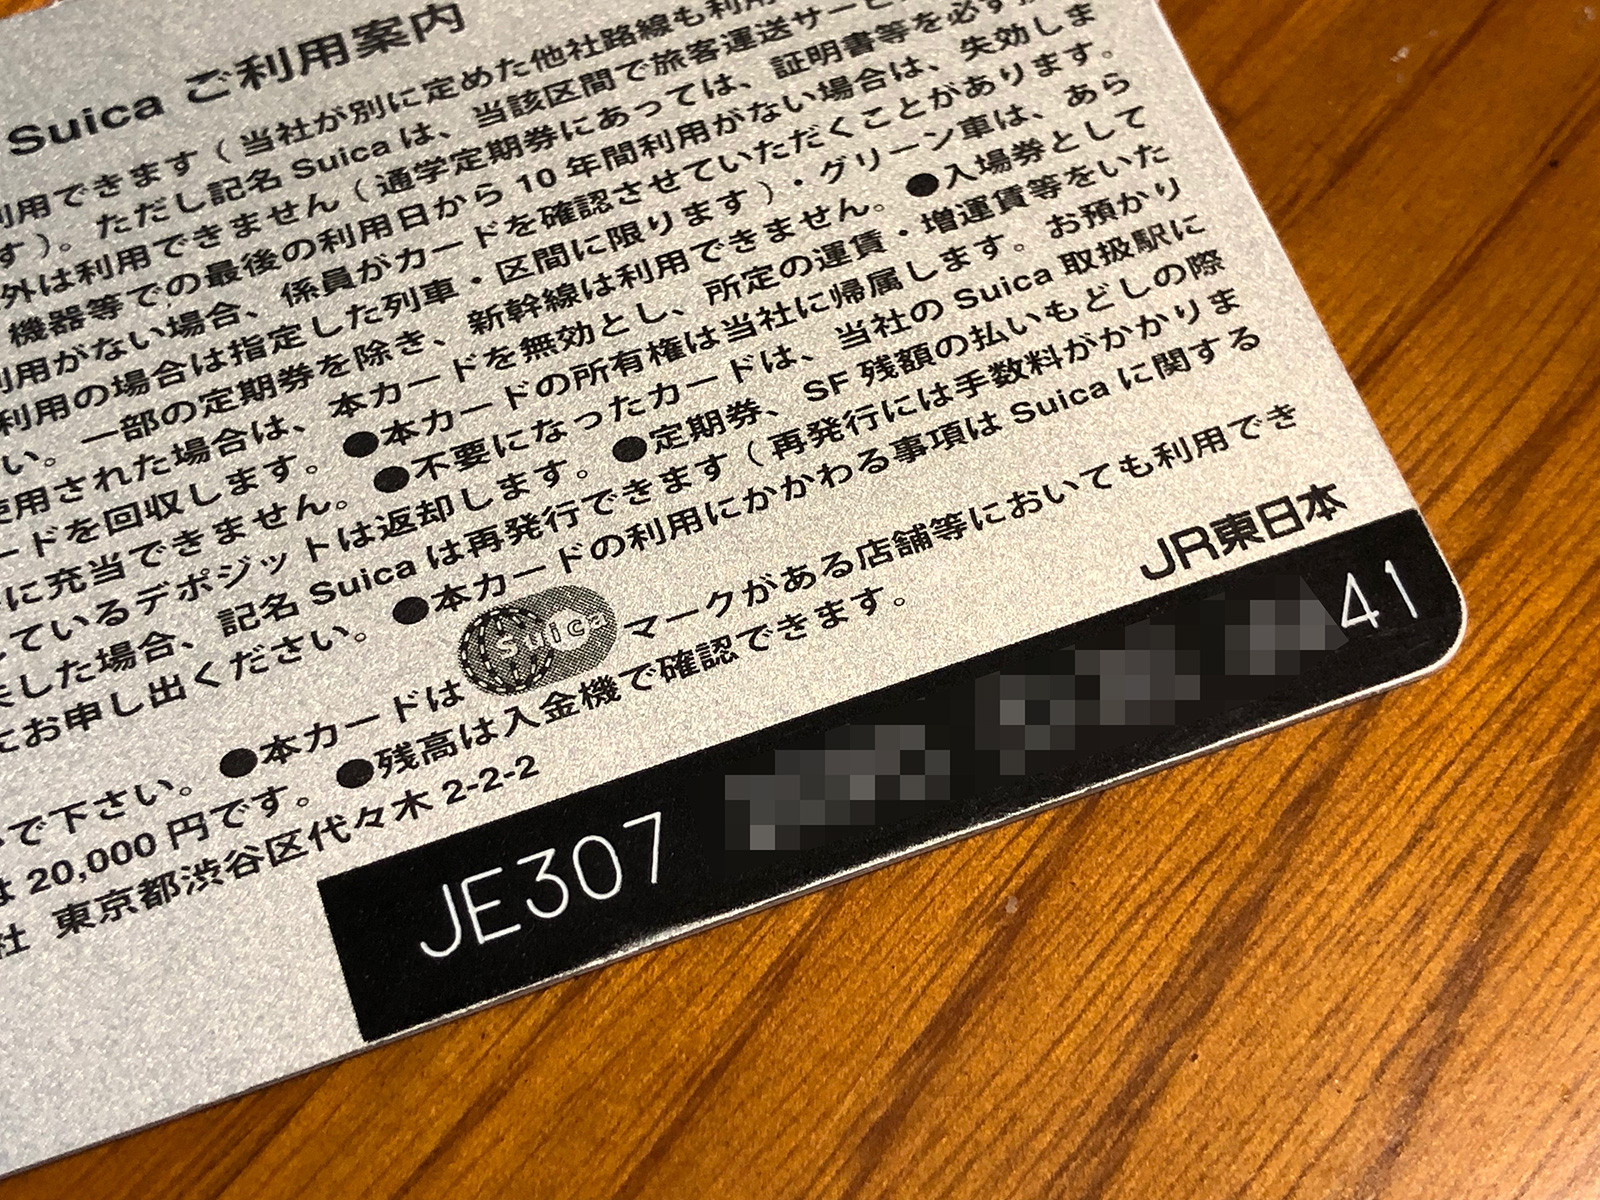 Suica ご利用案内
利用できます（当社が別に定めた他社路線も利用
す）。ただし記名 Suica は、当該区間で旅客運送サービ
外は利用できません（通学定期券にあっては、証明書等を必ず
機器等での最後の利用日から 10 年間利用がない場合は、失効しま
利用がない場合、係員がカードを確認させていただくことがあります。
利用の場合は指定した列車・区間に限ります）・グリーン車は、あら
い。一部の定期券を除き、新幹線は利用できません。●入場券として
使用された場合は、本カードを無効とし、所定の運賃・増運賃等をいた
ードを回収します。●本カードの所有権は当社に帰属します。お預かり
に充当できません。●不要になったカードは、当社の Suica 取扱駅に
ているデポジットは返却します。●定期券、SF 残額の払いもどしの際
した場合、記名 Suica は再発行できます（再発行には手数料がかかりま
にお申し出ください。●本カードの利用にかかわる事項は Suica に関する
で下さい。●本カードは Suica マークがある店舗等においても利用でき
は 20,000 円です。●残高は入金機で確認できます。
社 東京都渋谷区代々木 2-2-2
JR東日本
JE307 41